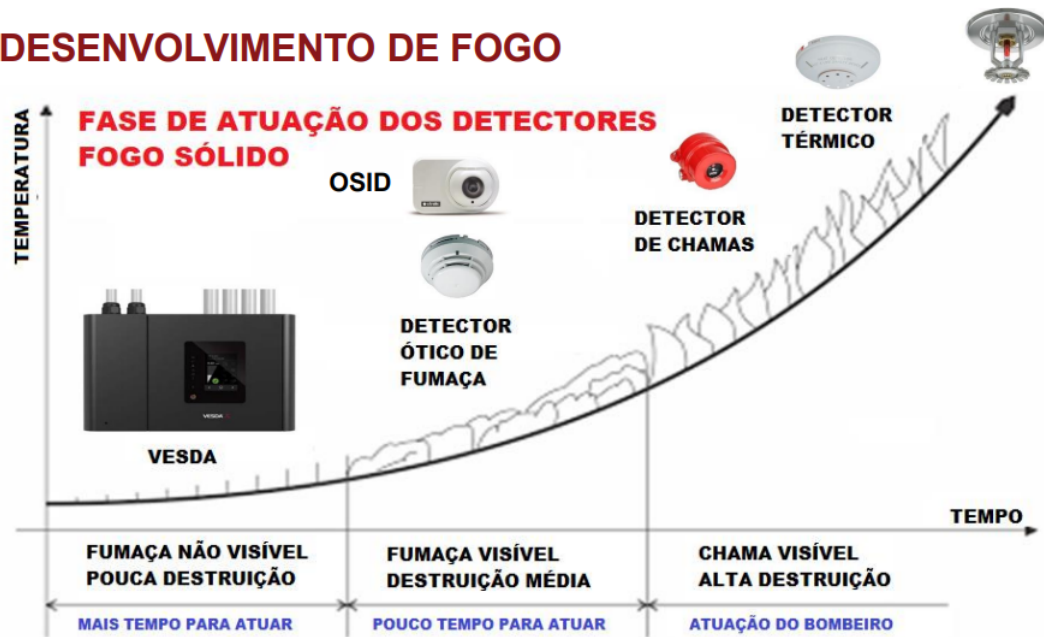 DESENVOLVIMENTO DE FOGO
TEMPERATURA
FASE DE ATUAÇÃO DOS DETECTORES
FOGO SÓLIDO
OSID
DETECTOR
TÉRMICO
DETECTOR
DE CHAMAS
DETECTOR
ÓTICO DE
FUMAÇA
VESDA
VESDA
TEMPO
FUMAÇA NÃO VISÍVEL
POUCA DESTRUIÇÃO
FUMAÇA VISÍVEL
DESTRUIÇÃO MÉDIA
CHAMA VISÍVEL
ALTA DESTRUIÇÃO
MAIS TEMPO PARA ATUAR
POUCO TEMPO PARA ATUAR
ATUAÇÃO DO BOMBEIRO